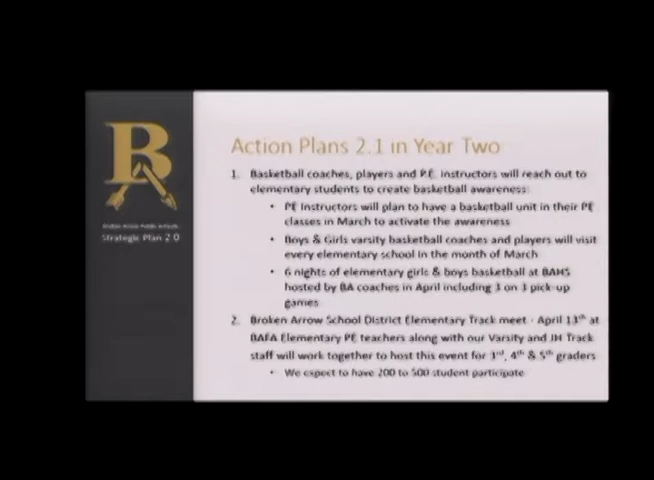 BA
Broken Arrow Public Schools
Strategic Plan 2.0
Action Plans 2.1 in Year Two
1. Basketball coaches, players and P.E. Instructors will reach out to
elementary students to create basketball awareness:
• PE Instructors will plan to have a basketball unit in their PE
classes in March to activate the awareness
• Boys & Girls varsity basketball coaches and players will visit
every elementary school in the month of March
• 6 nights of elementary girls & boys basketball at BAHS
hosted by BA coaches in April including 3 on 3 pick-up
games
2. Broken Arrow School District Elementary Track meet - April 13th at
BAFA Elementary PE teachers along with our Varsity and JH Track
staff will work together to host this event for 3rd, 4th & 5th graders
• We expect to have 200 to 500 student participate